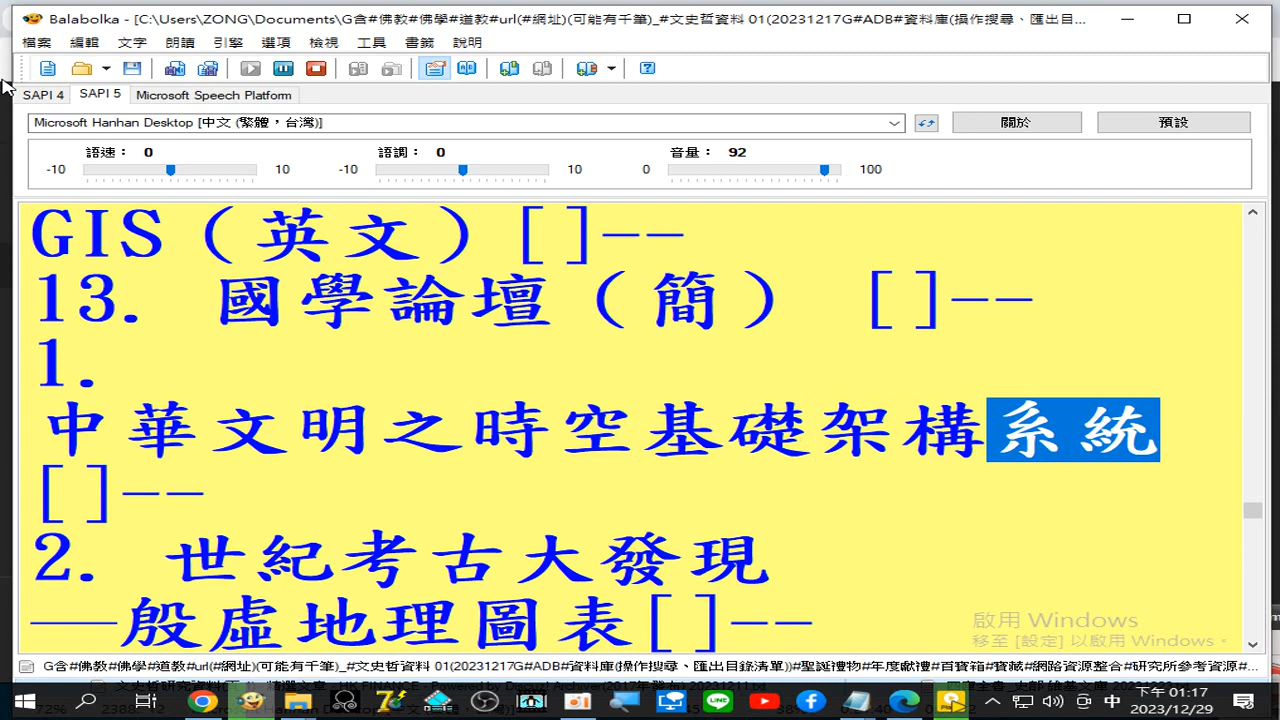 Balabolka - [C:\Users\ZONG\Documents\G含#佛教#佛學#道教#url(#網址)(可能有千筆)_#文史哲資料 01(20231217G#ADB#資料庫(操作搜尋、匯出目...
檔案 編輯 文字 朗讀 引擎 選項 檢視 工具 書籤 說明
SAPI 4 SAPI 5 Microsoft Speech Platform
Microsoft Hanhan Desktop [中文 (繁體，台灣)] 關於 預設
語速： 0 語調： 0 音量： 92
-10 10 -10 10 0 100
GIS（英文）[]--
13. 國學論壇（簡） []--
1.
中華文明之時空基礎架構系統
[]--
2. 世紀考古大發現
──殷虛地理圖表[]--
啟用 Windows
移至 [設定] 以啟用 Windows。
G含#佛教#佛學#道教#url(#網址)(可能有千筆)_#文史哲資料 01(20231217G#ADB#資料庫(操作搜尋、匯出目錄清單))#聖誕禮物#年度獻禮#百寶箱#寶藏#網路資源整合#研究所參考資源#...
中 下午 01:17
2023/12/29